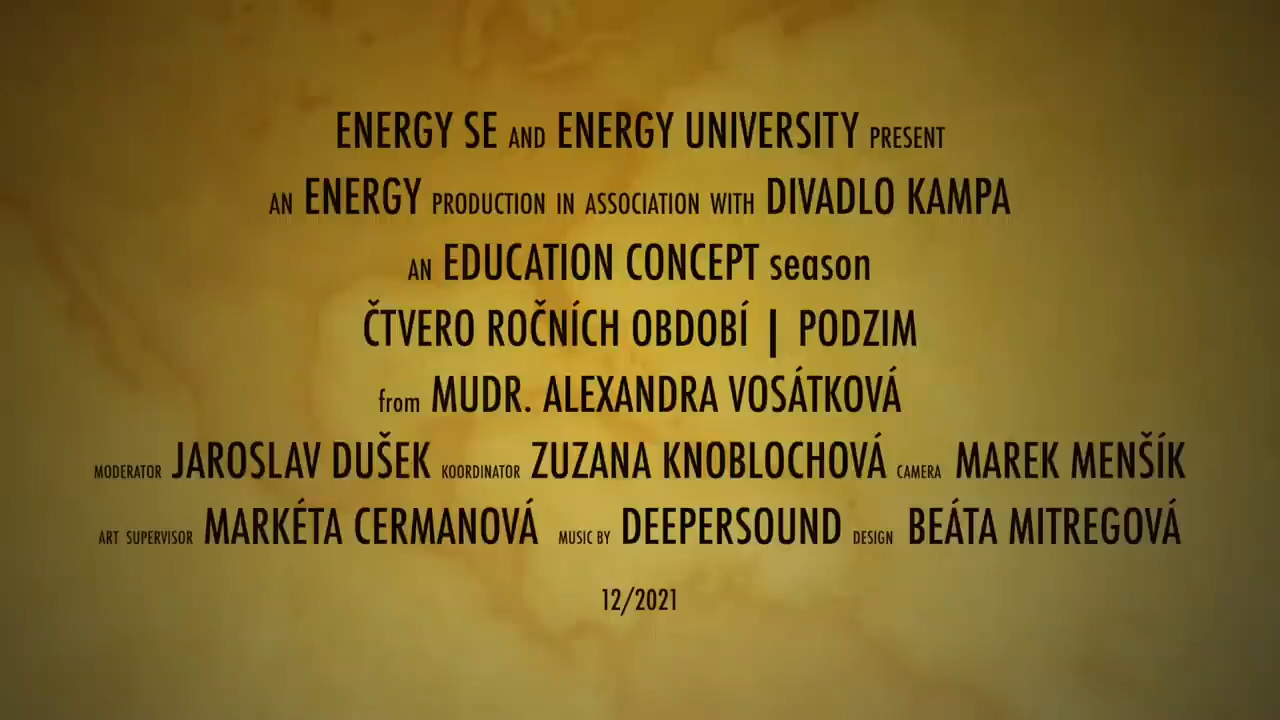 ENERGY SE AND ENERGY UNIVERSITY PRESENT
AN ENERGY PRODUCTION IN ASSOCIATION WITH DIVADLO KAMPA
AN EDUCATION CONCEPT season
ČTVERO ROČNÍCH OBDOBÍ | PODZIM
from MUDR. ALEXANDRA VOSÁTKOVÁ
MODERATOR JAROSLAV DUŠEK KOORDINATOR ZUZANA KNOBLOCHOVÁ CAMERA MAREK MENŠÍK
ART SUPERVISOR MARKÉTA CERMANOVÁ MUSIC BY DEEPERSOUND DESIGN BEÁTA MITREGOVÁ
12/2021